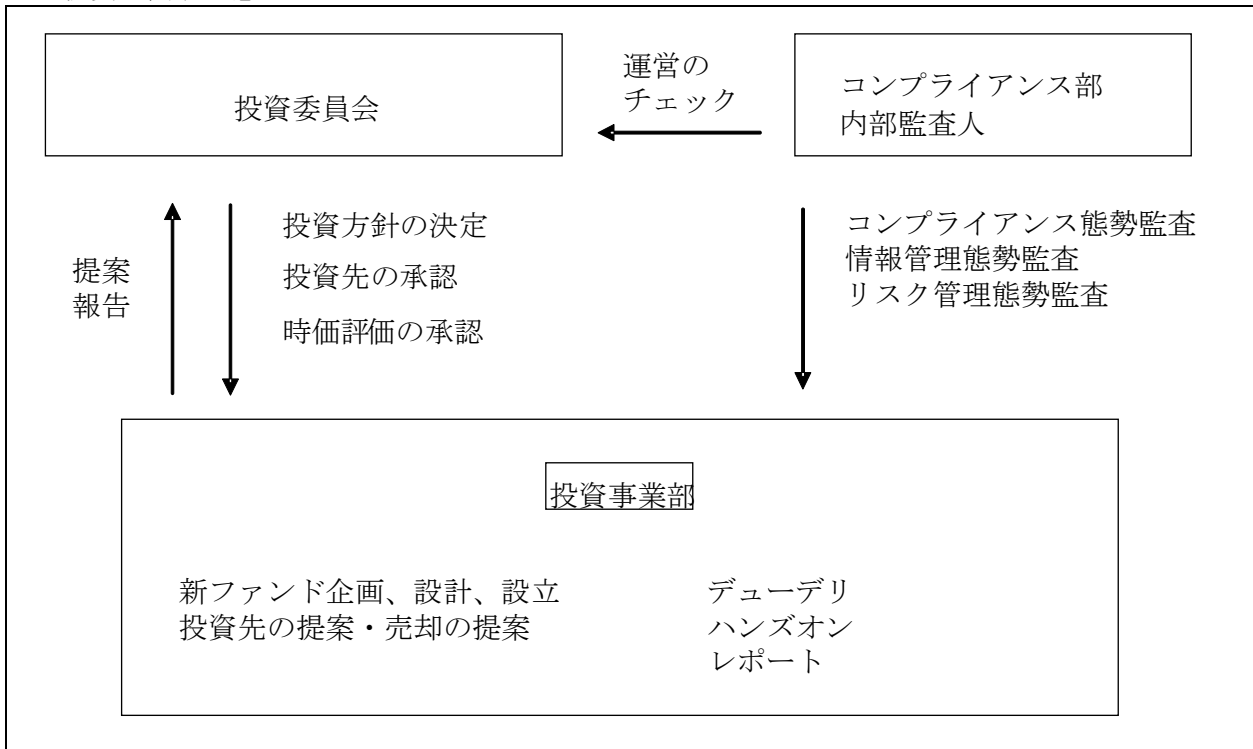 投資委員会
運営の
チェック
コンプライアンス部
内部監査人
提案
報告
投資方針の決定
投資先の承認
時価評価の承認
コンプライアンス態勢監査
情報管理態勢監査
リスク管理態勢監査
投資事業部
新ファンド企画、設計、設立
投資先の提案・売却の提案
デューデリ
ハンズオン
レポート